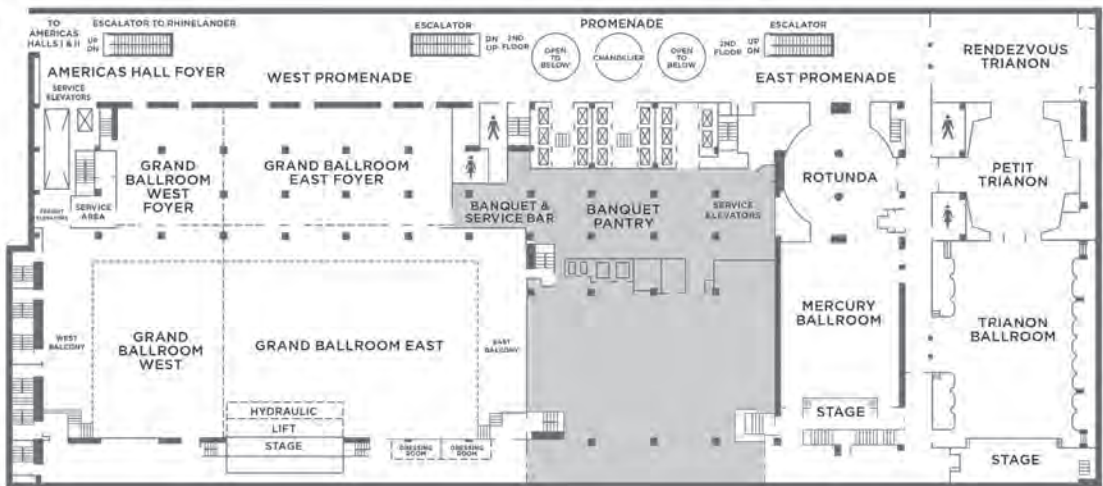 TO
AMERICAS
HALLS I & II
UP
DN
ESCALATOR TO RHINELANDER
ESCALATOR
DN
UP
2ND
FLOOR
PROMENADE
OPEN
TO
BELOW
CHANDELIER
OPEN
TO
BELOW
2ND
FLOOR
UP
DN
ESCALATOR
RENDEZVOUS
TRIANON
AMERICAS HALL FOYER
WEST PROMENADE
EAST PROMENADE
SERVICE
ELEVATORS
GRAND
BALLROOM
WEST
FOYER
GRAND BALLROOM
EAST FOYER
ROTUNDA
PETIT
TRIANON
SERVICE
AREA
FREIGHT
ELEVATORS
BANQUET &
SERVICE BAR
BANQUET
PANTRY
SERVICE
ELEVATORS
WEST
BALCONY
GRAND
BALLROOM
WEST
GRAND BALLROOM EAST
EAST
BALCONY
MERCURY
BALLROOM
TRIANON
BALLROOM
HYDRAULIC
LIFT
STAGE
DRESSING
ROOM
DRESSING
ROOM
STAGE
STAGE